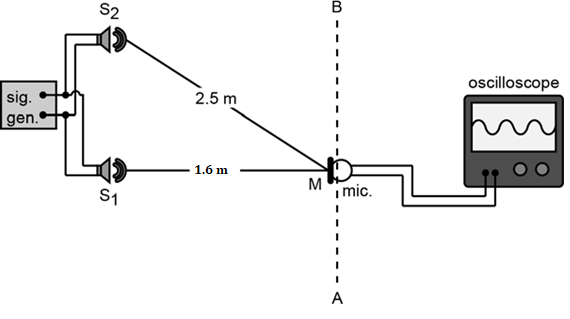 S2
B
oscilloscope
sig.
gen.
2.5 m
1.6 m
S1
M
mic.
A